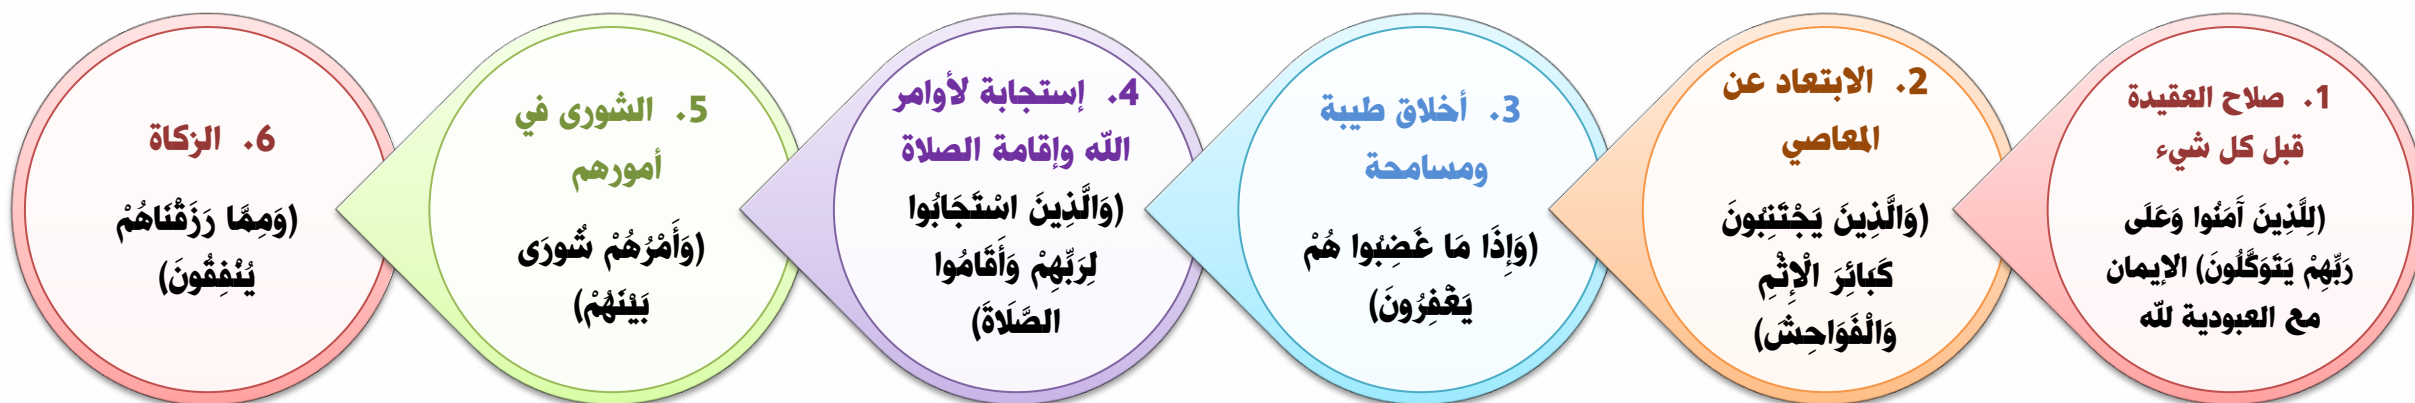 1. صلاح العقيدة
قبل كل شيء
(لِلَّذِينَ آَمَنُوا وَعَلَى
رَبِّهِمْ يَتَوَكَّلُونَ) الإيمان
مع العبودية لله
2. الابتعاد عن
المعاصي
(وَالَّذِينَ يَجْتَنِبُونَ
كَبَائِرَ الْإِثْمِ
وَالْفَوَاحِشَ)
3. أخلاق طيبة
ومسامحة
(وَإِذَا مَا غَضِبُوا هُمْ
يَغْفِرُونَ)
4. إستجابة لأوامر
الله وإقامة الصلاة
(وَالَّذِينَ اسْتَجَابُوا
لِرَبِّهِمْ وَأَقَامُوا
الصَّلَاةَ)
5. الشورى في
أمورهم
(وَأَمْرُهُمْ شُورَى
بَيْنَهُمْ)
6. الزكاة
(وَمِمَّا رَزَقْنَاهُمْ
يُنْفِقُونَ)